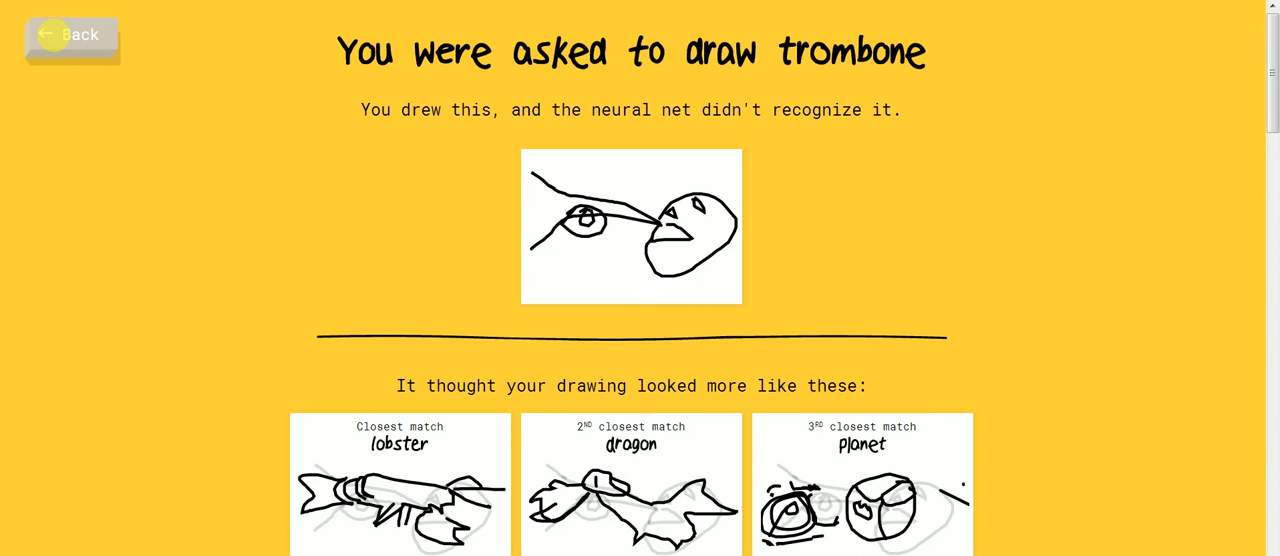 ← Back
You were asked to draw trombone
You drew this, and the neural net didn't recognize it.
It thought your drawing looked more like these:
Closest match
lobster
2ND closest match
dragon
3RD closest match
planet